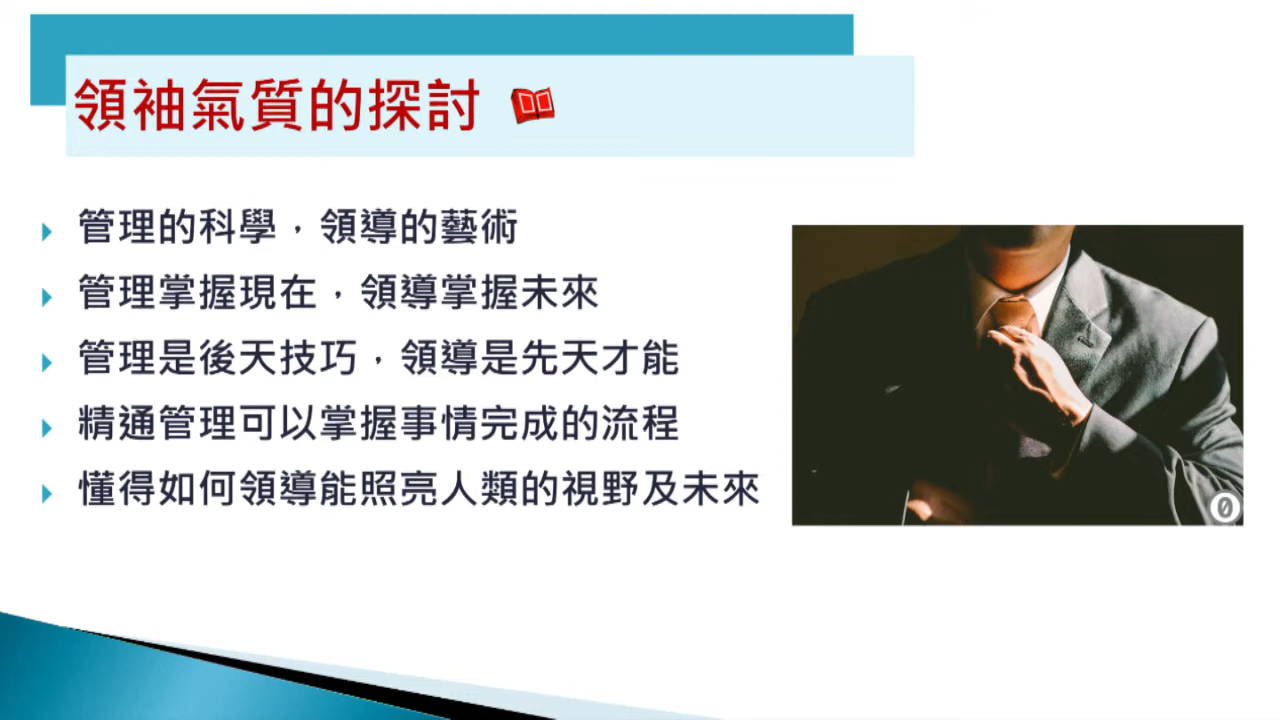 領袖氣質的探討
管理的科學，領導的藝術
管理掌握現在，領導掌握未來
管理是後天技巧，領導是先天才能
精通管理可以掌握事情完成的流程
懂得如何領導能照亮人類的視野及未來
0